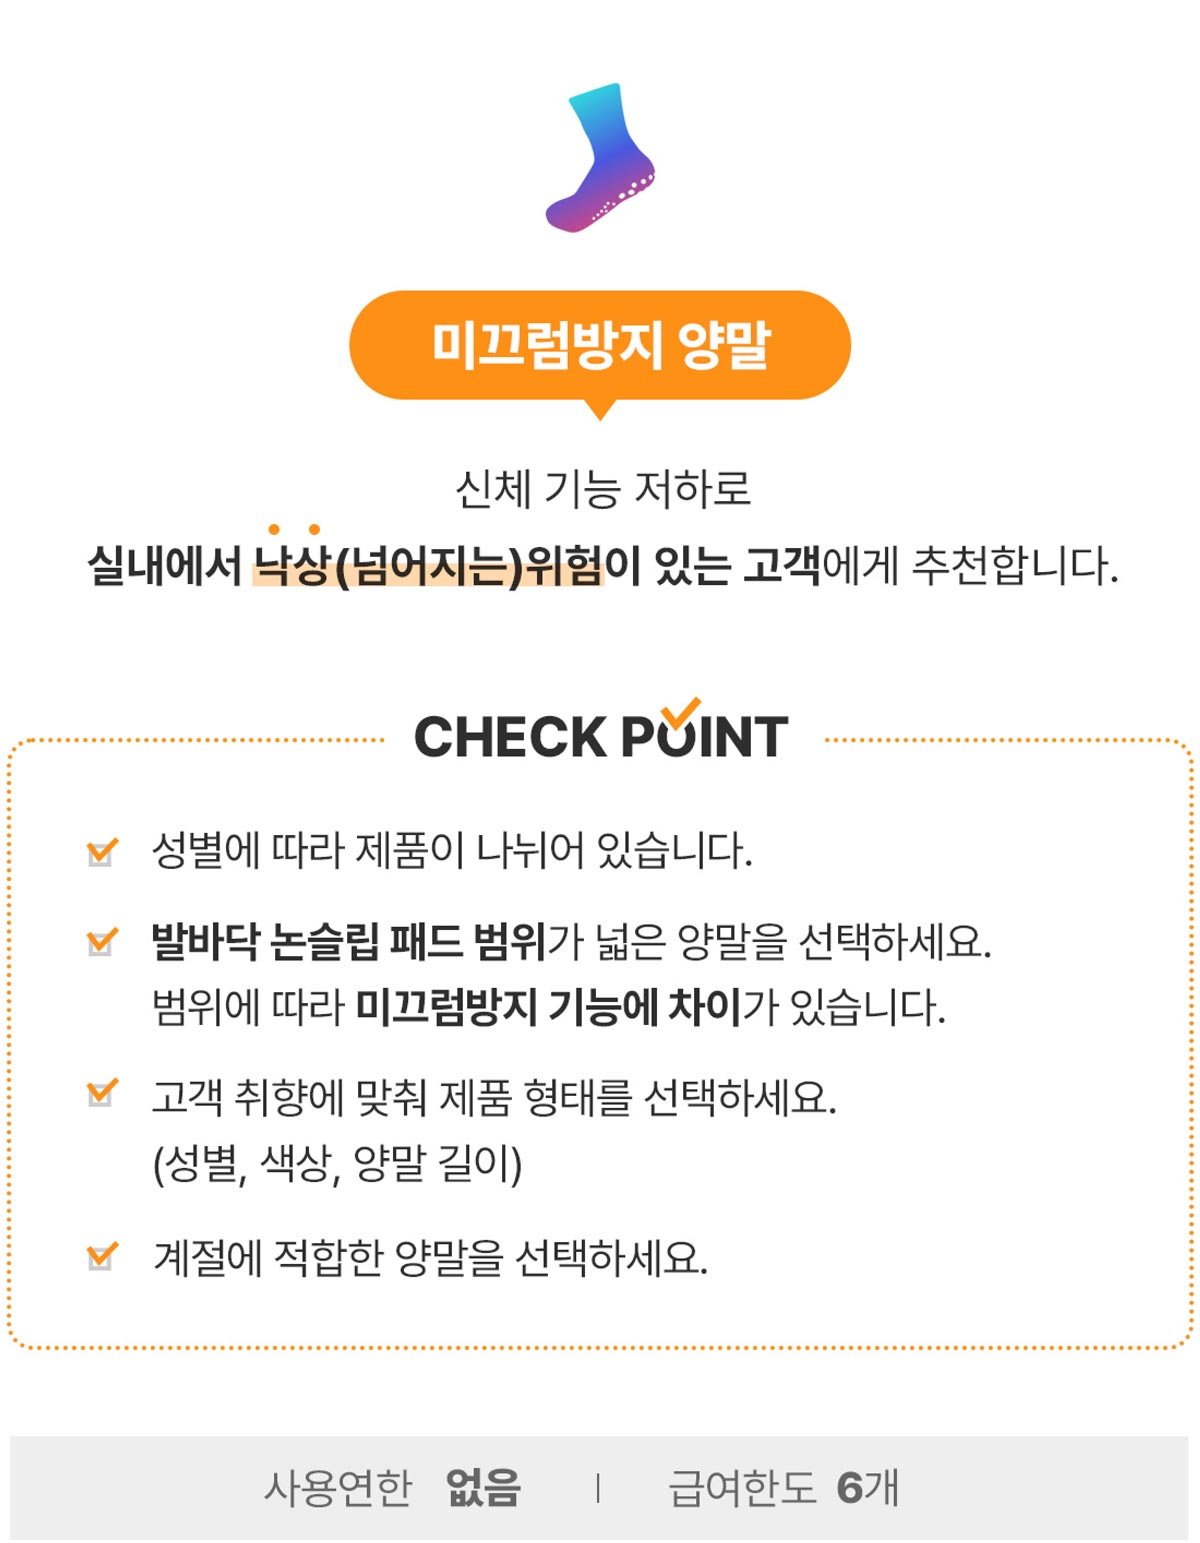 미끄럼방지 양말
신체 기능 저하로
실내에서 낙상(넘어지는)위험이 있는 고객에게 추천합니다.
CHECK POINT
성별에 따라 제품이 나뉘어 있습니다.
발바닥 논슬립 패드 범위가 넓은 양말을 선택하세요.
범위에 따라 미끄럼방지 기능에 차이가 있습니다.
고객 취향에 맞춰 제품 형태를 선택하세요.
(성별, 색상, 양말 길이)
계절에 적합한 양말을 선택하세요.
사용연한 없음 | 급여한도 6개